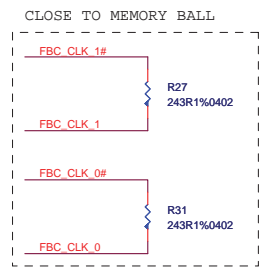 CLOSE TO MEMORY BALL
FBC_CLK_1#
R27
243R1%0402
FBC_CLK_1
FBC_CLK_0#
R31
243R1%0402
FBC_CLK_0